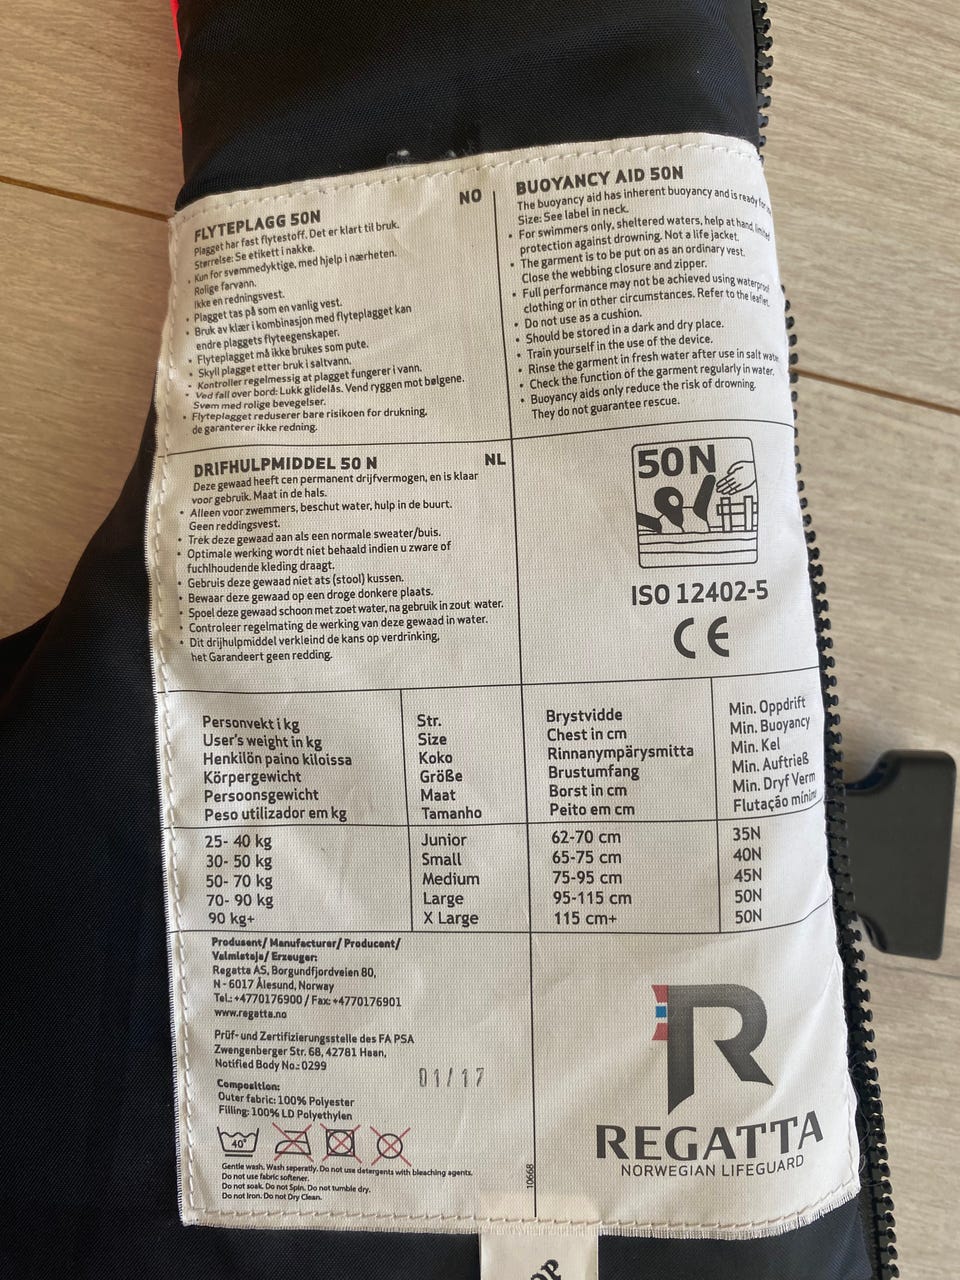 FLYTEPLAGG 50N
NO
Plagget har fast flytestoff. Det er klart til bruk.
Størrelse: Se etikett i nakke.
• Kun for svømmedyktige, med hjelp i nærheten.
Rolige farvann.
Ikke en redningsvest.
• Plagget tas på som en vanlig vest.
• Bruk av klær i kombinasjon med flyteplagget kan
endre plaggets flyteegenskaper.
• Flyteplagget må ikke brukes som pute.
• Skyll plagget etter bruk i saltvann.
• Kontroller regelmessig at plagget fungerer i vann.
• Ved fall over bord: Lukk glidelås. Vend ryggen mot bølgene.
Svøm med rolige bevegelser.
• Flyteplagget reduserer bare risikoen for drukning,
de garanterer ikke redning.
BUOYANCY AID 50N
The buoyancy aid has inherent buoyancy and is ready for
Size: See label in neck.
• For swimmers only, sheltered waters, help at hand, limited
protection against drowning. Not a life jacket.
• The garment is to be put on as an ordinary vest.
Close the webbing closure and zipper.
• Full performance may not be achieved using waterproof
clothing or in other circumstances. Refer to the leaflet.
• Do not use as a cushion.
• Should be stored in a dark and dry place.
• Train yourself in the use of the device.
• Rinse the garment in fresh water after use in salt water.
• Check the function of the garment regularly in water.
• Buoyancy aids only reduce the risk of drowning.
They do not guarantee rescue.
DRIFHULPMIDDEL 50 N
NL
Deze gewaad heeft cen permanent drijfvermogen, en is klaar
voor gebruik. Maat in de hals.
• Alleen voor zwemmers, beschut water, hulp in de buurt.
Geen reddingsvest.
• Trek deze gewaad aan als een normale sweater/buis.
• Optimale werking wordt niet behaald indien u zware of
fuchlhoudende kleding draagt.
• Gebruis deze gewaad niet ats (stool) kussen.
• Bewaar deze gewaad op een droge donkere plaats.
• Spoel deze gewaad schoon met zoet water, na gebruik in zout water.
• Controleer regelmating de werking van deze gewaad in water.
• Dit drijhulpmiddel verkleind de kans op verdrinking,
het Garandeert geen redding.
50N
ISO 12402-5
CE
Personvekt i kg
User's weight in kg
Henkilön paino kiloissa
Körpergewicht
Persoonsgewicht
Peso utilizador em kg
Str.
Size
Koko
Größe
Maat
Tamanho
Brystvidde
Chest in cm
Rinnanympärysmitta
Brustumfang
Borst in cm
Peito em cm
Min. Oppdrift
Min. Buoyancy
Min. Kel
Min. Auftrieß
Min. Dryf Verm
Flutação mínima
25- 40 kg Junior 62-70 cm 35N
30- 50 kg Small 65-75 cm 40N
50- 70 kg Medium 75-95 cm 45N
70- 90 kg Large 95-115 cm 50N
90 kg+ X Large 115 cm+ 50N
Produsent/ Manufacturer/ Producent/
Valmistaja/ Erzeuger:
Regatta AS, Borgundfjordveien 80,
N - 6017 Ålesund, Norway
Tel.: +4770176900 / Fax: +4770176901
www.regatta.no
Prüf- und Zertifizierungsstelle des FA PSA
Zwengenberger Str. 68, 42781 Haan,
Notified Body No.: 0299
01/17
Composition:
Outer fabric: 100% Polyester
Filling: 100% LD Polyethylen
40°
Gentle wash. Wash seperatly. Do not use detergents with bleaching agents.
Do not use fabric softener.
Do not soak. Do not Spin. Do not tumble dry.
Do not Iron. Do not Dry Clean.
10668
R
REGATTA
NORWEGIAN LIFEGUARD